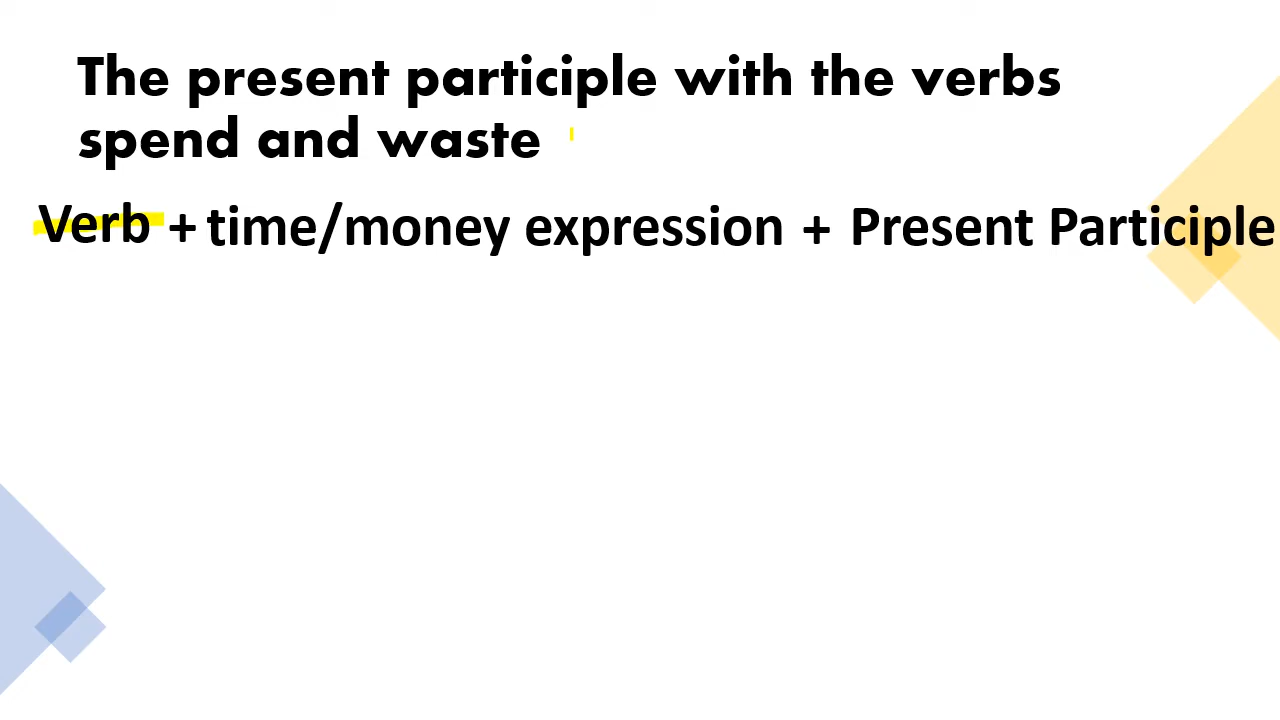 The present participle with the verbs
spend and waste
Verb + time/money expression + Present Participle